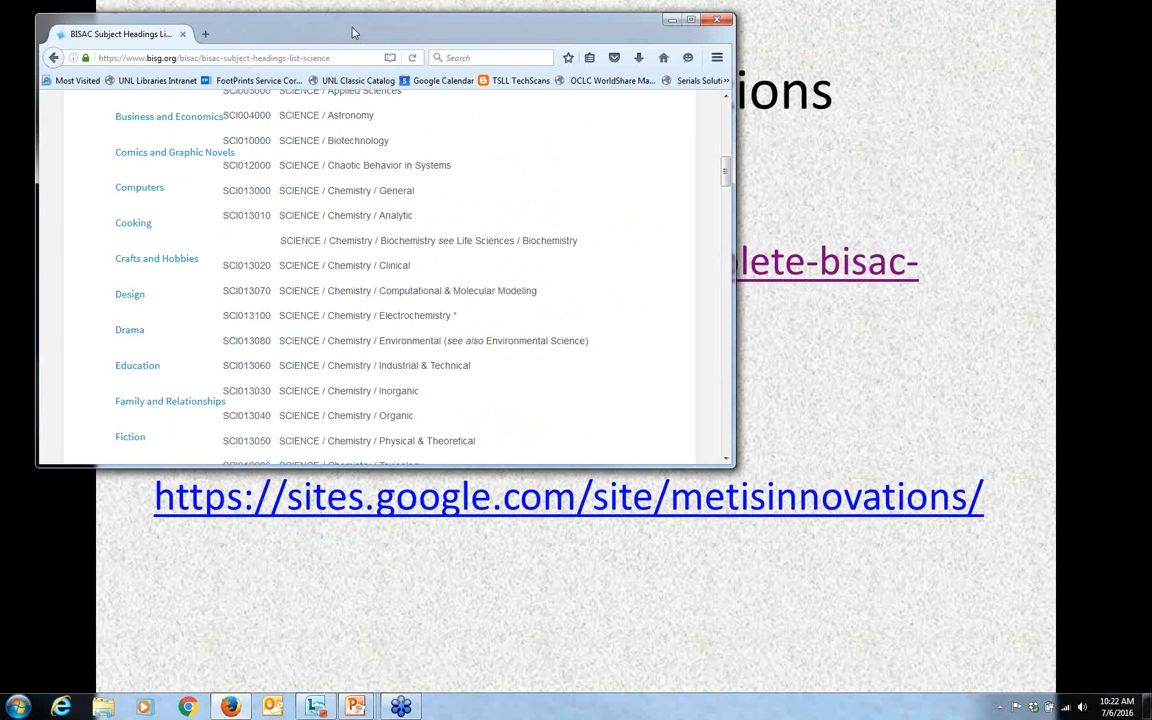 BISAC Subject Headings Li...
https://www.bisg.org/bisac/bisac-subject-headings-list-science
Search
Most Visited UNL Libraries Intranet FootPrints Service Cor... UNL Classic Catalog Google Calendar TSLL TechScans OCLC WorldShare Ma... Serials Soluti
ions
SCI003000 SCIENCE / Applied Sciences
Business and Economics SCI004000 SCIENCE / Astronomy
SCI010000 SCIENCE / Biotechnology
Comics and Graphic Novels
SCI012000 SCIENCE / Chaotic Behavior in Systems
Computers SCI013000 SCIENCE / Chemistry / General
SCI013010 SCIENCE / Chemistry / Analytic
Cooking
SCIENCE / Chemistry / Biochemistry see Life Sciences / Biochemistry
Crafts and Hobbies SCI013020 SCIENCE / Chemistry / Clinical
plete-bisac-
Design SCI013070 SCIENCE / Chemistry / Computational & Molecular Modeling
SCI013100 SCIENCE / Chemistry / Electrochemistry *
Drama
SCI013080 SCIENCE / Chemistry / Environmental (see also Environmental Science)
Education SCI013060 SCIENCE / Chemistry / Industrial & Technical
SCI013030 SCIENCE / Chemistry / Inorganic
Family and Relationships
SCI013040 SCIENCE / Chemistry / Organic
Fiction SCI013050 SCIENCE / Chemistry / Physical & Theoretical
https://sites.google.com/site/metisinnovations/
10:22 AM
7/6/2016